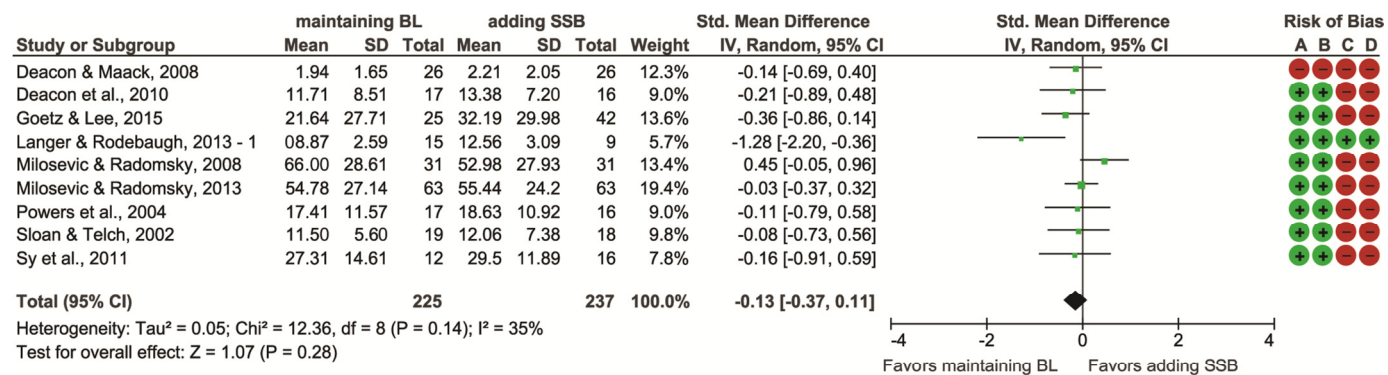 maintaining BL adding SSB Std. Mean Difference Std. Mean Difference Risk of Bias
Study or Subgroup Mean SD Total Mean SD Total Weight IV, Random, 95% CI IV, Random, 95% CI A B C D
Deacon & Maack, 2008 1.94 1.65 26 2.21 2.05 26 12.3% -0.14 [-0.69, 0.40] − − − −
Deacon et al., 2010 11.71 8.51 17 13.38 7.20 16 9.0% -0.21 [-0.89, 0.48] + + − −
Goetz & Lee, 2015 21.64 27.71 25 32.19 29.98 42 13.6% -0.36 [-0.86, 0.14] + + − −
Langer & Rodebaugh, 2013 - 1 08.87 2.59 15 12.56 3.09 9 5.7% -1.28 [-2.20, -0.36] + + + +
Milosevic & Radomsky, 2008 66.00 28.61 31 52.98 27.93 31 13.4% 0.45 [-0.05, 0.96] + + − −
Milosevic & Radomsky, 2013 54.78 27.14 63 55.44 24.2 63 19.4% -0.03 [-0.37, 0.32] + + − −
Powers et al., 2004 17.41 11.57 17 18.63 10.92 16 9.0% -0.11 [-0.79, 0.58] + + − −
Sloan & Telch, 2002 11.50 5.60 19 12.06 7.38 18 9.8% -0.08 [-0.73, 0.56] + + − −
Sy et al., 2011 27.31 14.61 12 29.5 11.89 16 7.8% -0.16 [-0.91, 0.59] + + − −
Total (95% CI) 225 237 100.0% -0.13 [-0.37, 0.11]
Heterogeneity: Tau² = 0.05; Chi² = 12.36, df = 8 (P = 0.14); I² = 35%
Test for overall effect: Z = 1.07 (P = 0.28)
-4 -2 0 2 4
Favors maintaining BL Favors adding SSB